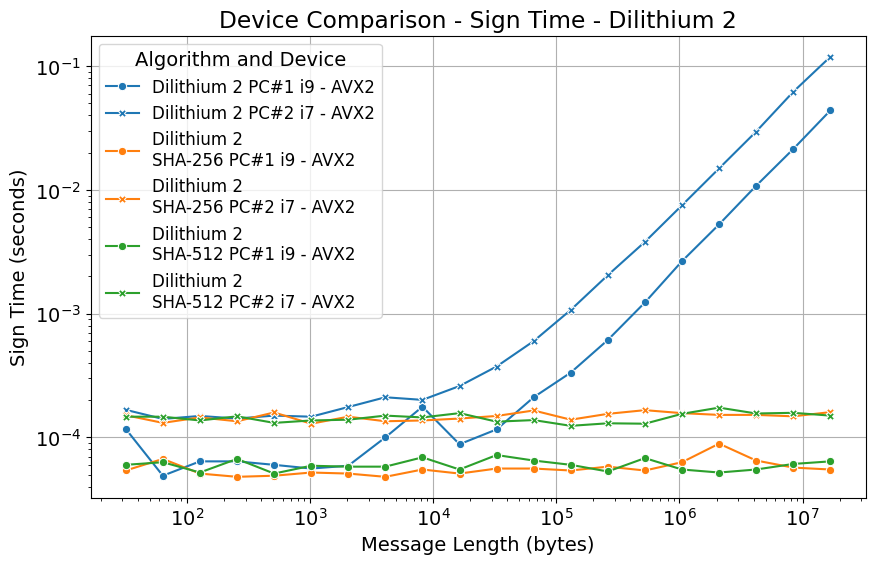 Device Comparison - Sign Time - Dilithium 2
Algorithm and Device
Dilithium 2 PC#1 i9 - AVX2
Dilithium 2 PC#2 i7 - AVX2
Dilithium 2
SHA-256 PC#1 i9 - AVX2
Dilithium 2
SHA-256 PC#2 i7 - AVX2
Dilithium 2
SHA-512 PC#1 i9 - AVX2
Dilithium 2
SHA-512 PC#2 i7 - AVX2
Sign Time (seconds)
10⁻¹
10⁻²
10⁻³
10⁻⁴
10²
10³
10⁴
10⁵
10⁶
10⁷
Message Length (bytes)